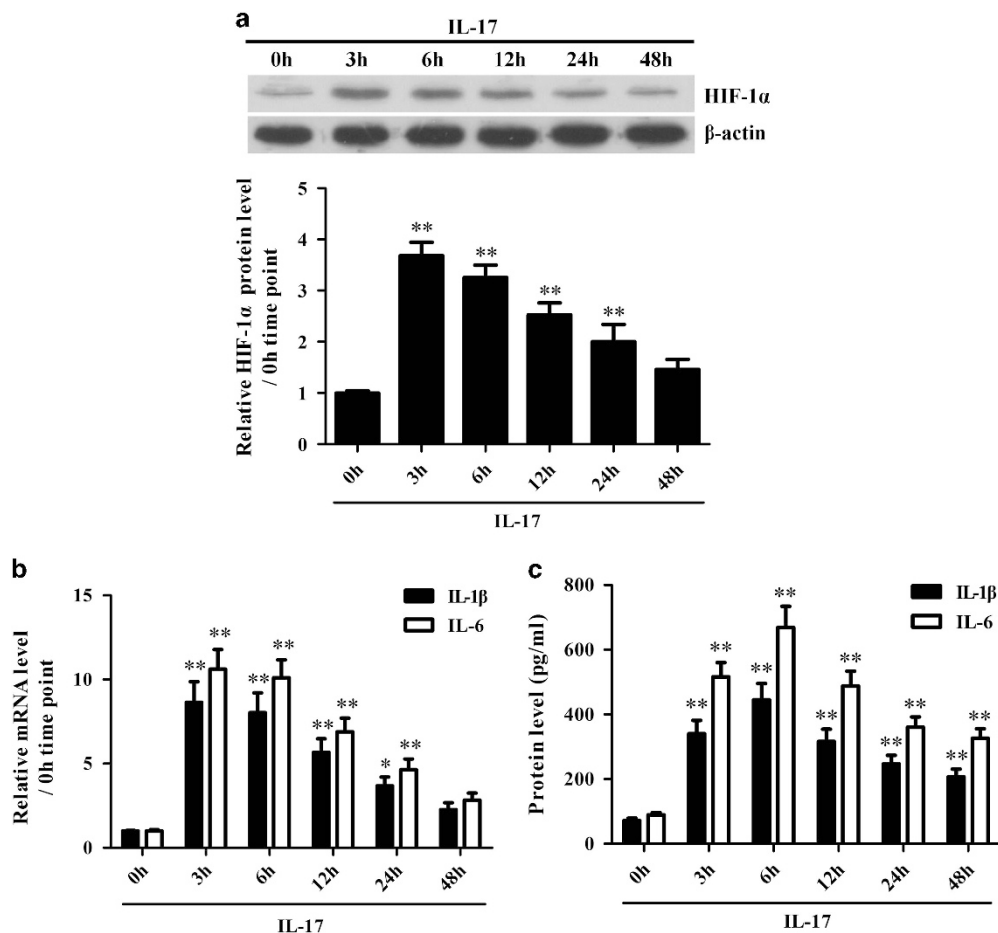 a
IL-17
0h 3h 6h 12h 24h 48h
HIF-1α
β-actin
Relative HIF-1α protein level
/ 0h time point
5
4
3
2
1
0
** ** ** **
0h 3h 6h 12h 24h 48h
IL-17
b
Relative mRNA level
/ 0h time point
15
10
5
0
IL-1β
IL-6
** ** ** ** ** ** * **
0h 3h 6h 12h 24h 48h
IL-17
c
Protein level (pg/ml)
800
600
400
200
0
IL-1β
IL-6
** ** ** ** ** ** ** ** ** **
0h 3h 6h 12h 24h 48h
IL-17